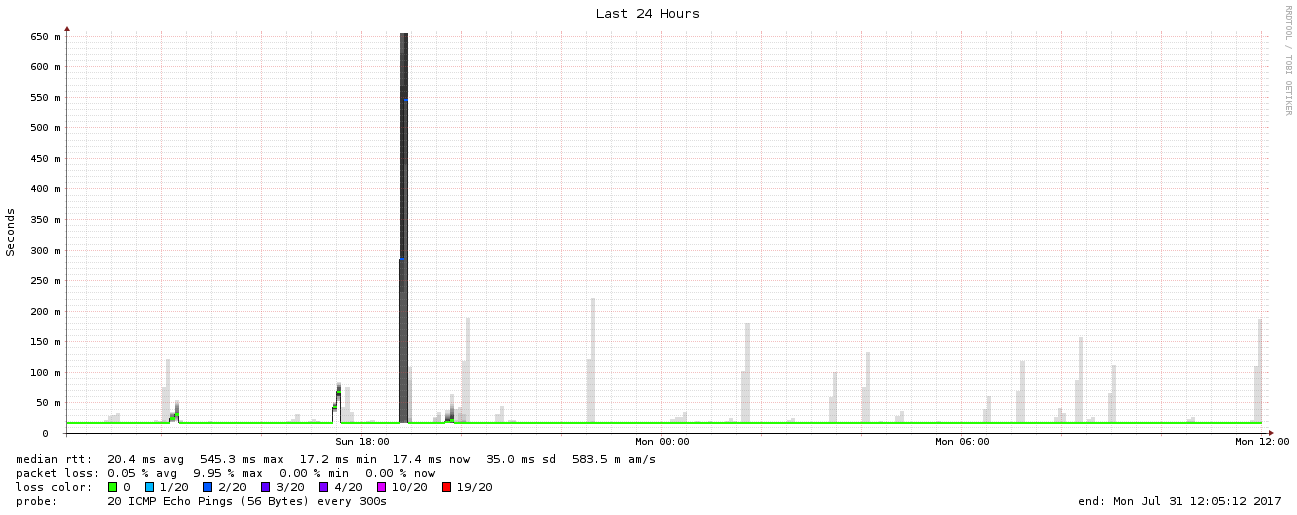 Last 24 Hours
RRDTOOL / TOBI OETIKER
Seconds
650 m
600 m
550 m
500 m
450 m
400 m
350 m
300 m
250 m
200 m
150 m
100 m
50 m
0
Sun 18:00 Mon 00:00 Mon 06:00 Mon 12:00
median rtt: 20.4 ms avg 545.3 ms max 17.2 ms min 17.4 ms now 35.0 ms sd 583.5 m am/s
packet loss: 0.05 % avg 9.95 % max 0.00 % min 0.00 % now
loss color: 0 1/20 2/20 3/20 4/20 10/20 19/20
probe: 20 ICMP Echo Pings (56 Bytes) every 300s end: Mon Jul 31 12:05:12 2017